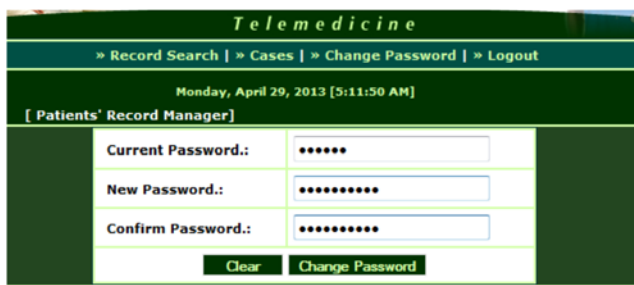 Telemedicine
» Record Search | » Cases | » Change Password | » Logout
Monday, April 29, 2013 [5:11:50 AM]
[ Patients' Record Manager]
Current Password.: ••••••
New Password.: ••••••••••
Confirm Password.: ••••••••••
Clear Change Password